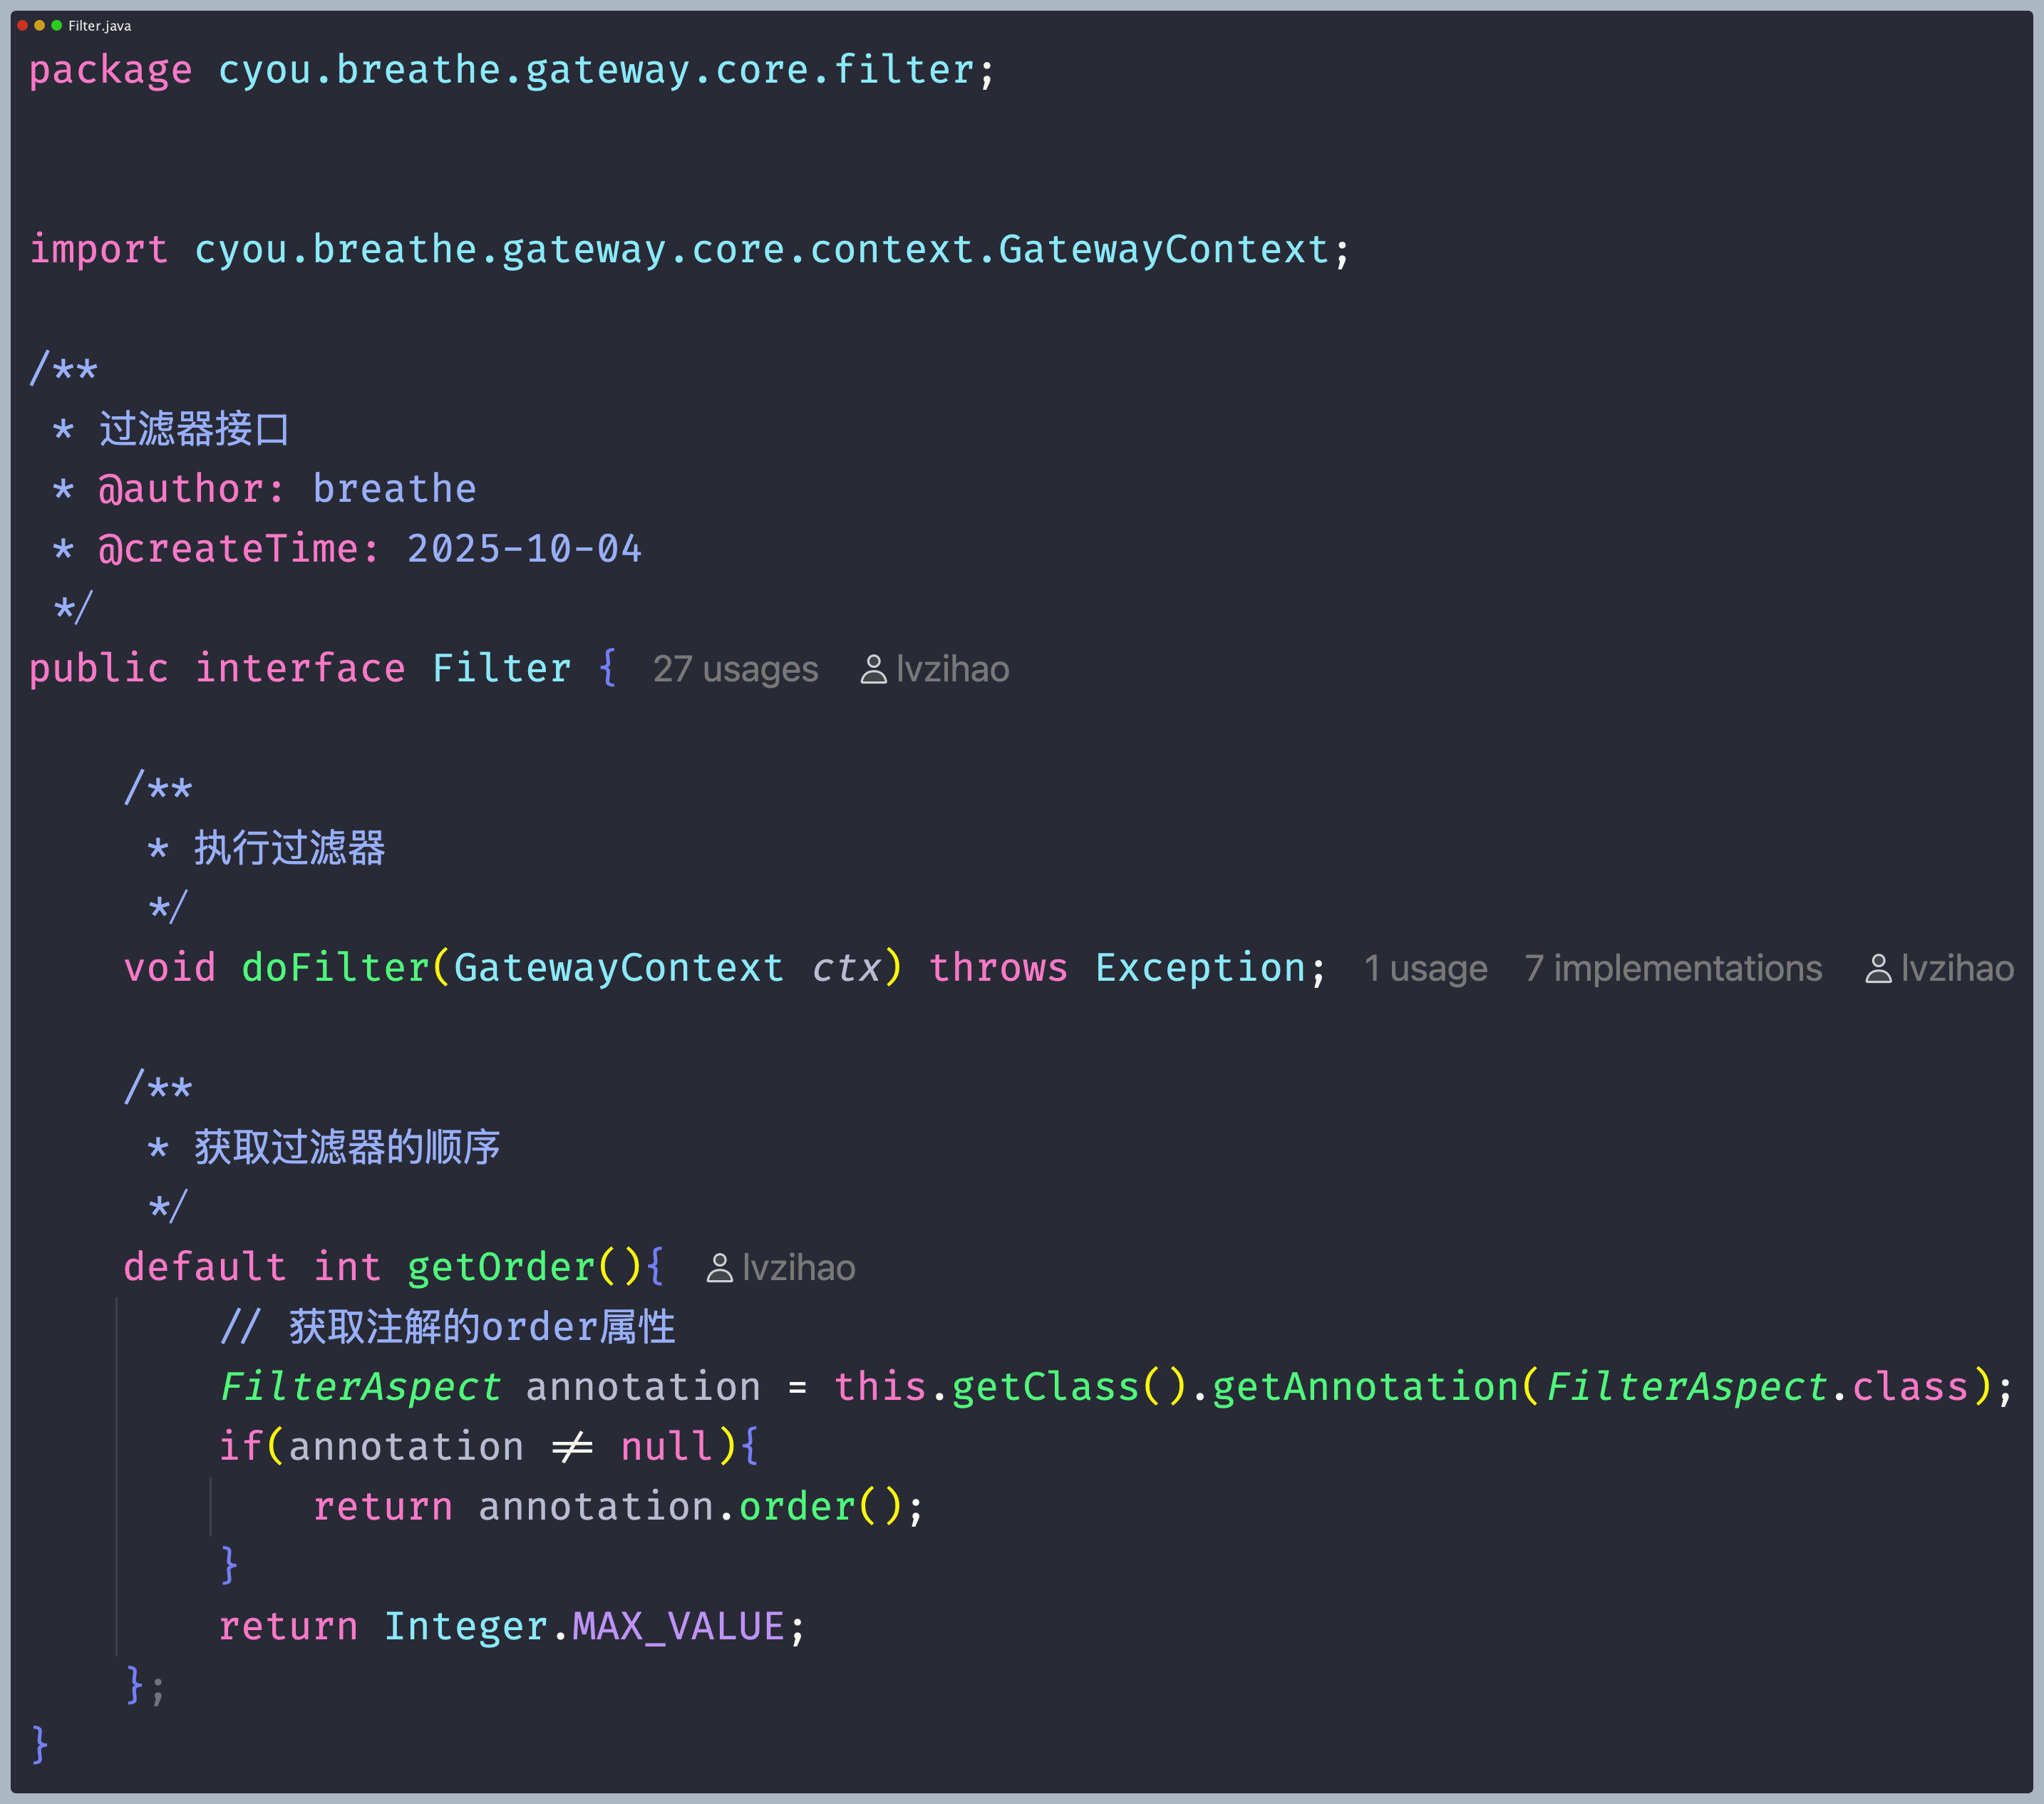 Filter.java
package cyou.breathe.gateway.core.filter;
import cyou.breathe.gateway.core.context.GatewayContext;
/**
 * 过滤器接口
 * @author: breathe
 * @createTime: 2025-10-04
 */
public interface Filter { 27 usages lvzihao
    /**
     * 执行过滤器
     */
    void doFilter(GatewayContext ctx) throws Exception; 1 usage 7 implementations lvzihao
    /**
     * 获取过滤器的顺序
     */
    default int getOrder(){ lvzihao
        // 获取注解的order属性
        FilterAspect annotation = this.getClass().getAnnotation(FilterAspect.class);
        if(annotation != null){
            return annotation.order();
        }
        return Integer.MAX_VALUE;
    };
}